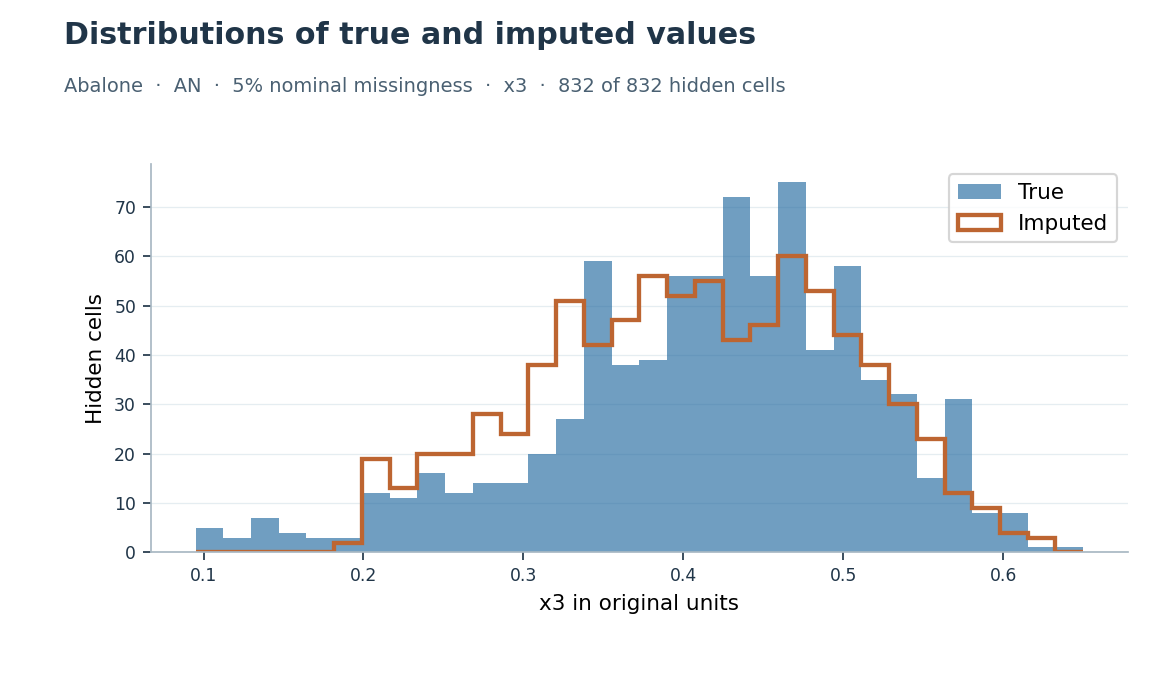 Distributions of true and imputed values
Abalone · AN · 5% nominal missingness · x3 · 832 of 832 hidden cells
True
Imputed
Hidden cells
70
60
50
40
30
20
10
0
0.1 0.2 0.3 0.4 0.5 0.6
x3 in original units